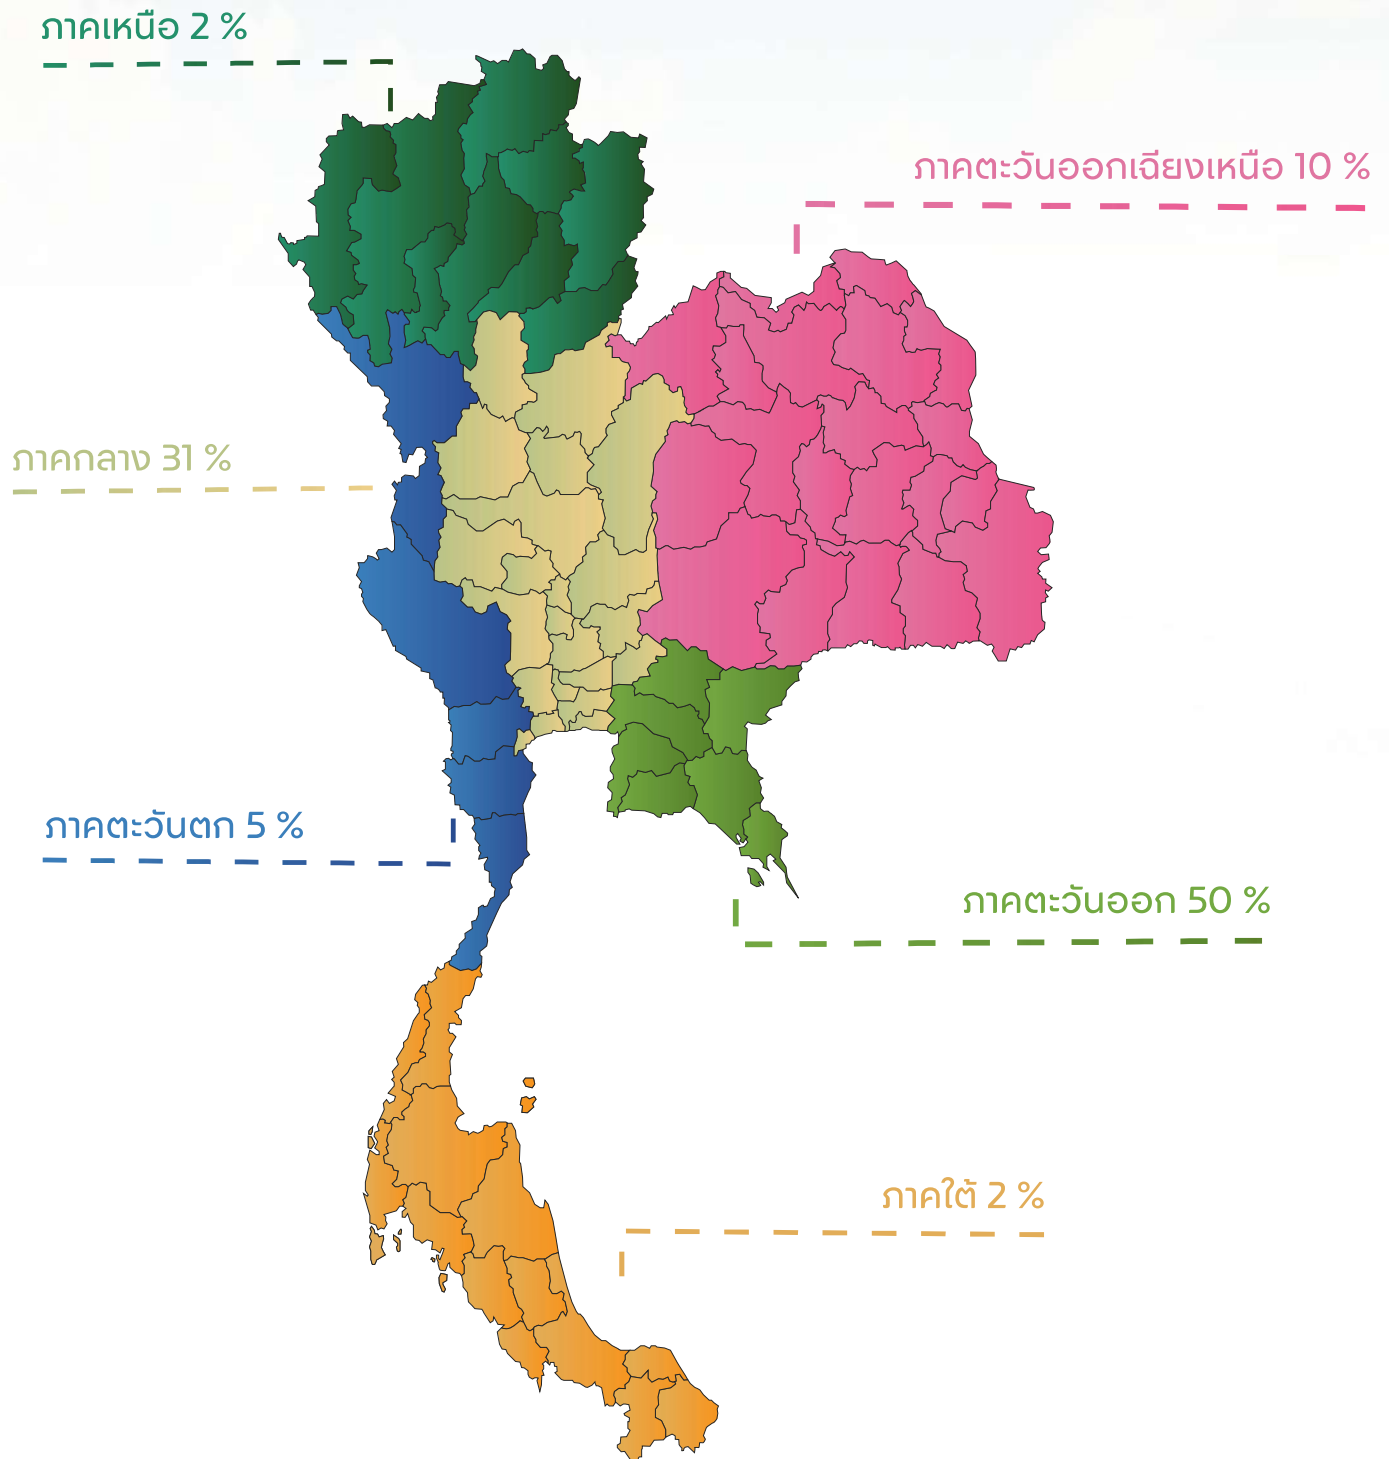 ภาคเหนือ 2 %
ภาคตะวันออกเฉียงเหนือ 10 %
ภาคกลาง 31 %
ภาคตะวันตก 5 %
ภาคตะวันออก 50 %
ภาคใต้ 2 %